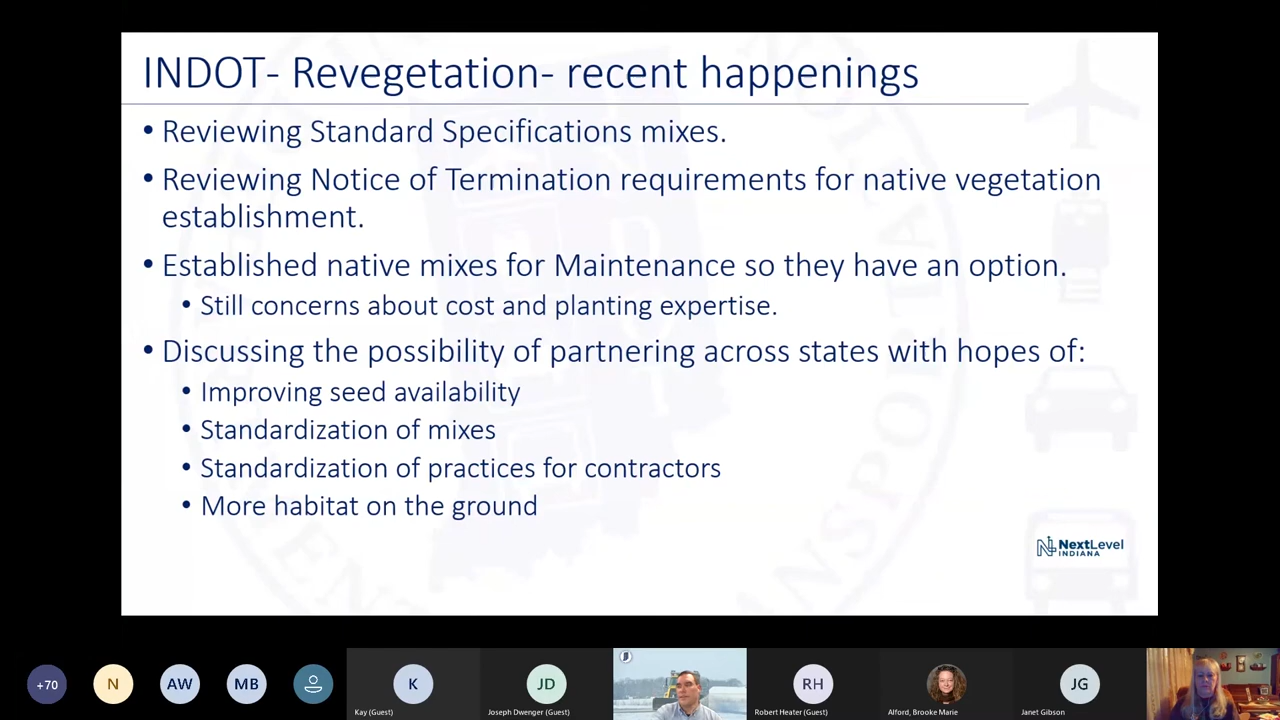 INDOT- Revegetation- recent happenings
• Reviewing Standard Specifications mixes.
• Reviewing Notice of Termination requirements for native vegetation
establishment.
• Established native mixes for Maintenance so they have an option.
• Still concerns about cost and planting expertise.
• Discussing the possibility of partnering across states with hopes of:
• Improving seed availability
• Standardization of mixes
• Standardization of practices for contractors
• More habitat on the ground
NextLevel
INDIANA
+70
N
AW
MB
K
JD
RH
JG
Kay (Guest)
Joseph Dwenger (Guest)
Robert Heater (Guest)
Alford, Brooke Marie
Janet Gibson